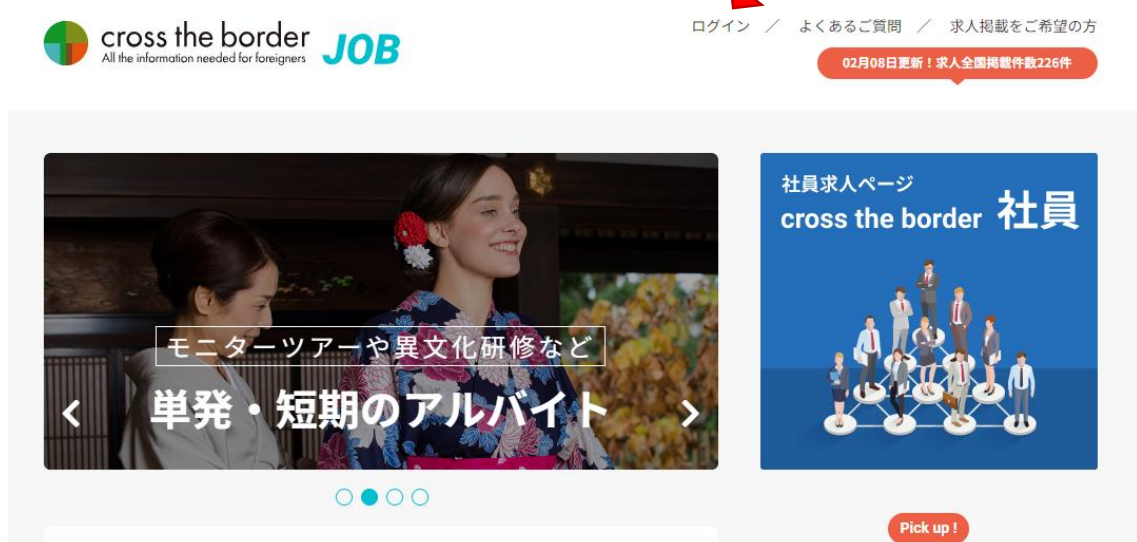 cross the border JOB
All the information needed for foreigners
ログイン ／ よくあるご質問 ／ 求人掲載をご希望の方
02月08日更新！求人全国掲載件数226件
モニターツアーや異文化研修など
単発・短期のアルバイト
社員求人ページ
cross the border 社員
Pick up !